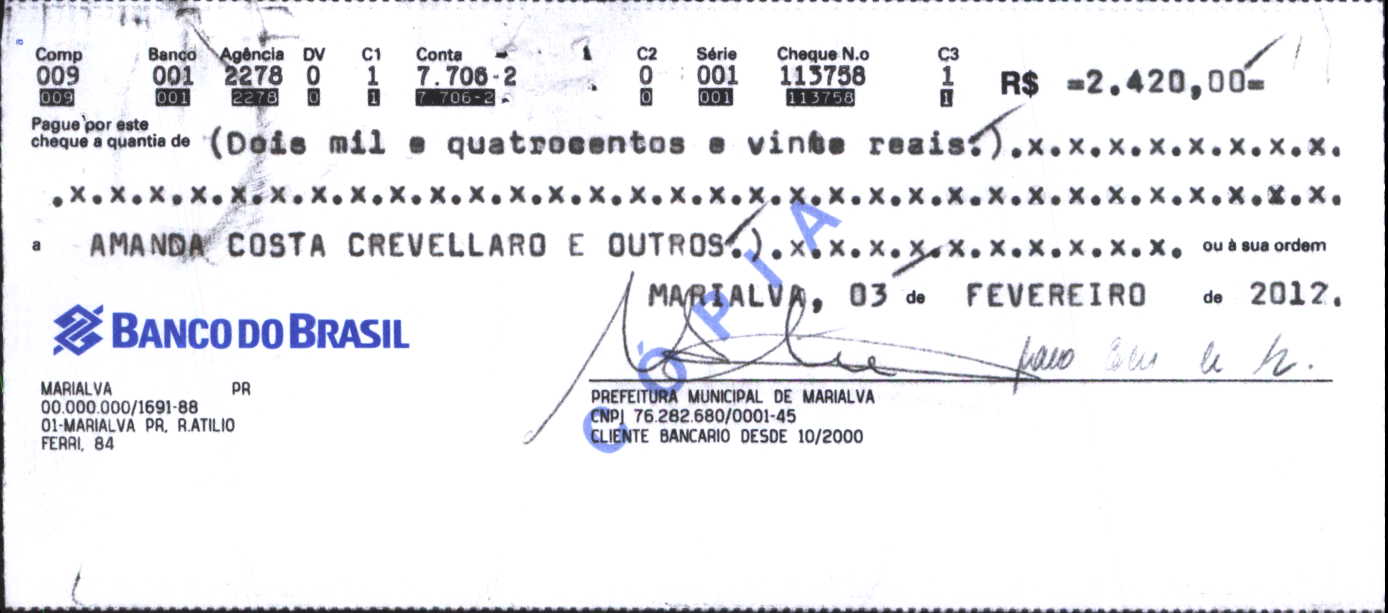 Comp Banco Agência DV C1 Conta C2 Série Cheque N.o C3
009 001 2278 0 1 7.706-2 0 001 113758 1 R$ =2.420,00=
009 001 2278 0 1 7.706-2 0 001 113758 1
Pague por este
cheque a quantia de (Dois mil e quatrocentos e vinte reais.).x.x.x.x.x.x.x.x.
.x.x.x.x.x.x.x.x.x.x.x.x.x.x.x.x.x.x.x.x.x.x.x.x.x.x.x.x.x.x.x.x.
a AMANDA COSTA CREVELLARO E OUTROS.).x.x.x.x.x.x.x.x.x.x. ou à sua ordem
MARIALVA, 03 de FEVEREIRO de 2012.
CÓPIA
BANCO DO BRASIL
MARIALVA PR
00.000.000/1691-88
01-MARIALVA PR, R.ATILIO
FERRI, 84
PREFEITURA MUNICIPAL DE MARIALVA
CNPJ 76.282.680/0001-45
CLIENTE BANCARIO DESDE 10/2000